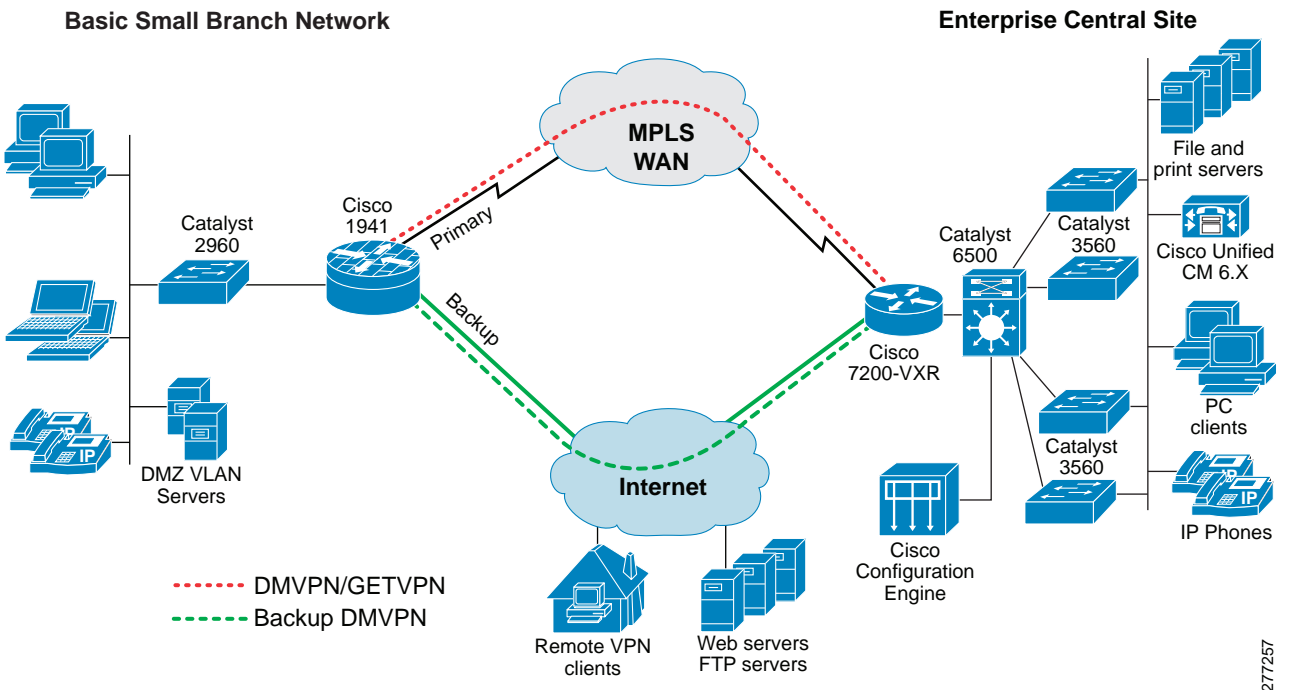 Basic Small Branch Network
Enterprise Central Site
MPLS
WAN
File and
print servers
Catalyst
2960
Cisco
1941
Primary
Catalyst
6500
Catalyst
3560
Cisco Unified
CM 6.X
Backup
Cisco
7200-VXR
PC
clients
IP
IP
DMZ VLAN
Servers
Internet
Catalyst
3560
IP
IP
IP Phones
Cisco
Configuration
Engine
DMVPN/GETVPN
Backup DMVPN
Remote VPN
clients
Web servers
FTP servers
277257